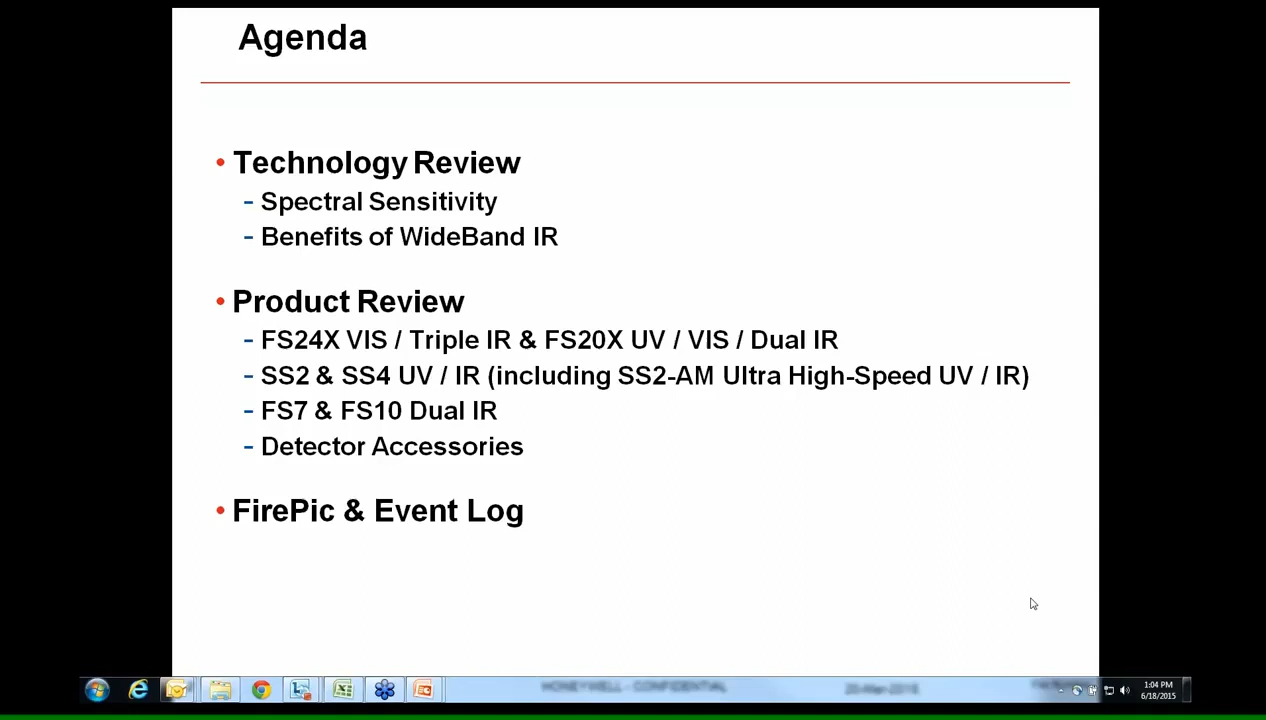 Agenda
• Technology Review
- Spectral Sensitivity
- Benefits of WideBand IR
• Product Review
- FS24X VIS / Triple IR & FS20X UV / VIS / Dual IR
- SS2 & SS4 UV / IR (including SS2-AM Ultra High-Speed UV / IR)
- FS7 & FS10 Dual IR
- Detector Accessories
• FirePic & Event Log
HONEYWELL - CONFIDENTIAL
1:04 PM
6/18/2015